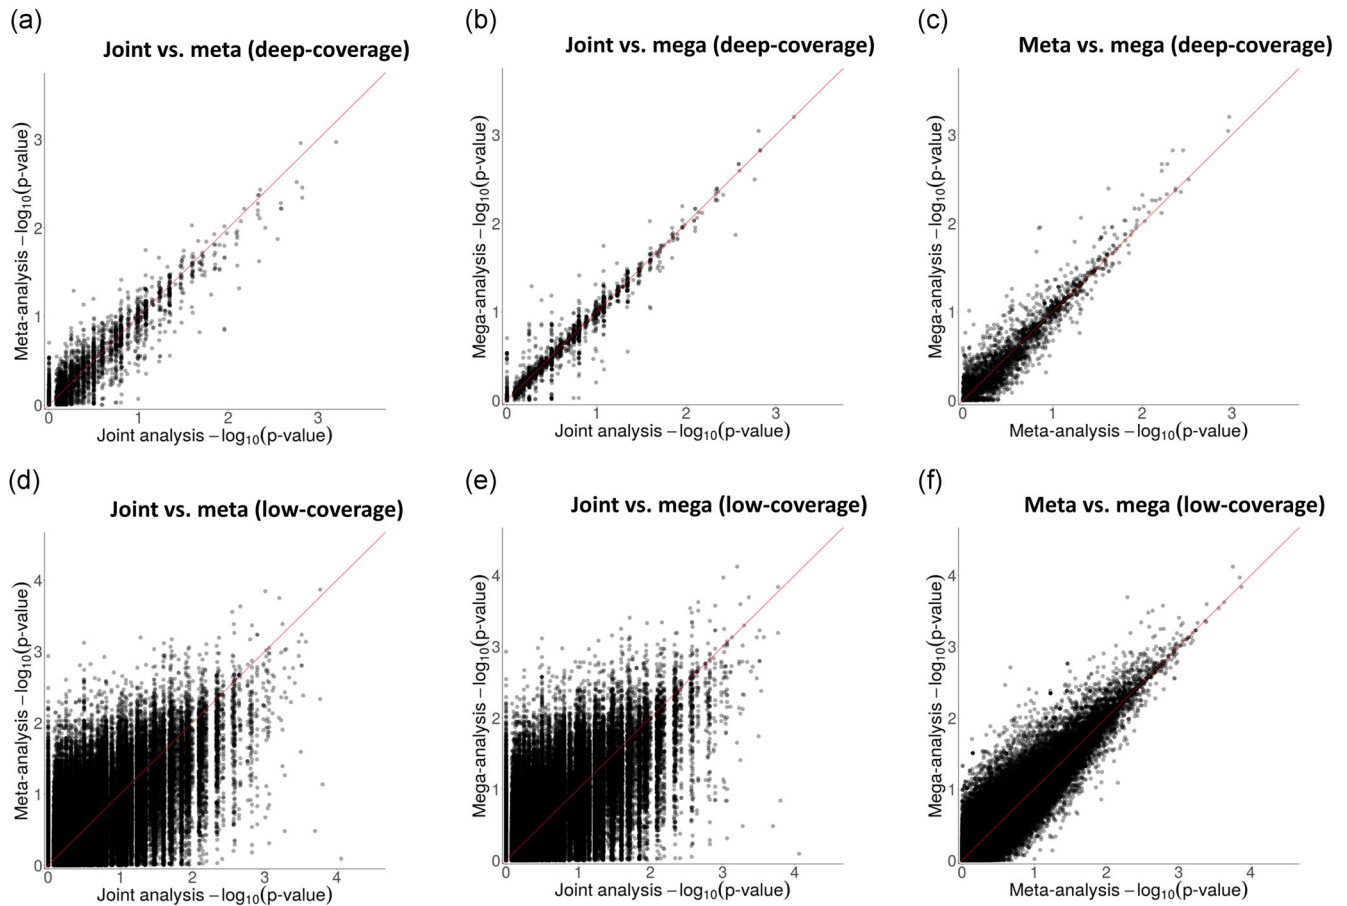 (a)
Joint vs. meta (deep-coverage)
Meta-analysis −log10(p-value)
3
2
1
0
0 1 2 3
Joint analysis −log10(p-value)
(b)
Joint vs. mega (deep-coverage)
Mega-analysis −log10(p-value)
3
2
1
0
0 1 2 3
Joint analysis −log10(p-value)
(c)
Meta vs. mega (deep-coverage)
Mega-analysis −log10(p-value)
3
2
1
0
0 1 2 3
Meta-analysis −log10(p-value)
(d)
Joint vs. meta (low-coverage)
Meta-analysis −log10(p-value)
4
3
2
1
0
0 1 2 3 4
Joint analysis −log10(p-value)
(e)
Joint vs. mega (low-coverage)
Mega-analysis −log10(p-value)
4
3
2
1
0
0 1 2 3 4
Joint analysis −log10(p-value)
(f)
Meta vs. mega (low-coverage)
Mega-analysis −log10(p-value)
4
3
2
1
0
0 1 2 3 4
Meta-analysis −log10(p-value)